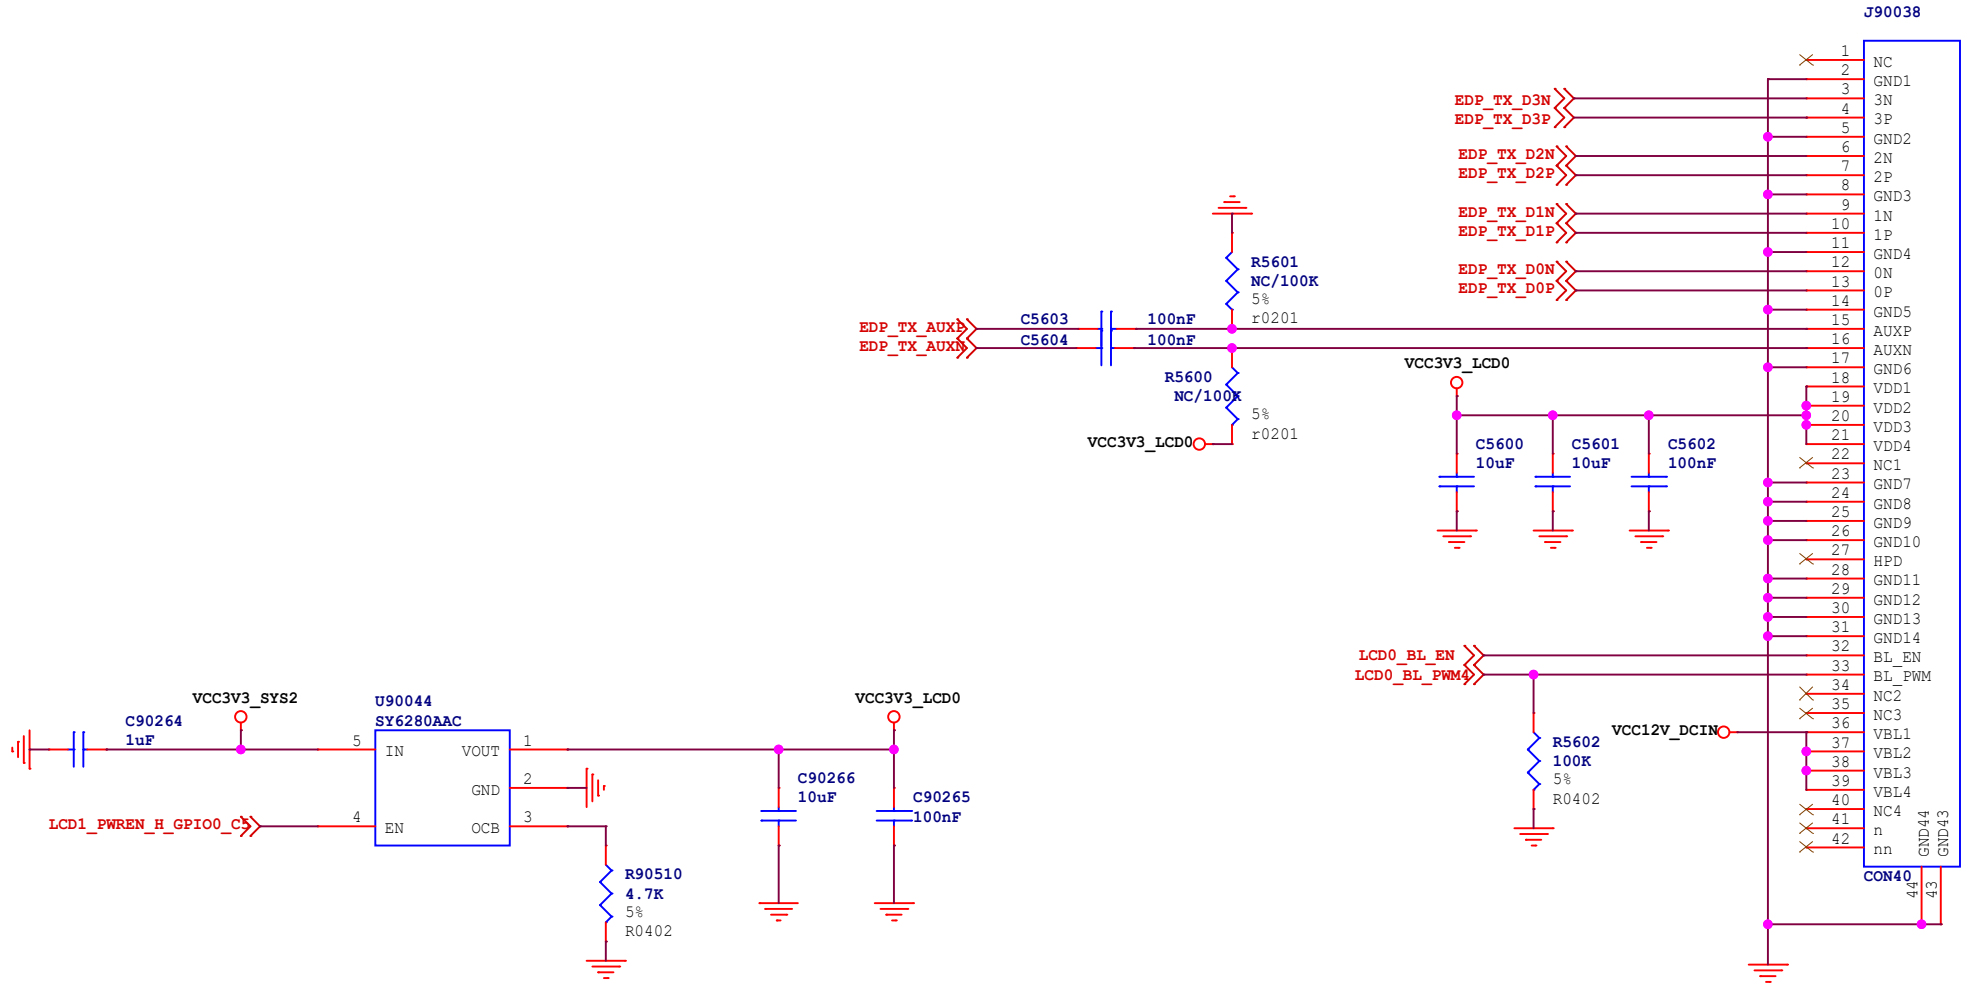 J90038
1 NC
2 GND1
EDP_TX_D3N 3 3N
EDP_TX_D3P 4 3P
5 GND2
EDP_TX_D2N 6 2N
EDP_TX_D2P 7 2P
8 GND3
EDP_TX_D1N 9 1N
EDP_TX_D1P 10 1P
11 GND4
EDP_TX_D0N 12 0N
EDP_TX_D0P 13 0P
14 GND5
15 AUXP
16 AUXN
17 GND6
18 VDD1
19 VDD2
20 VDD3
21 VDD4
22 NC1
23 GND7
24 GND8
25 GND9
26 GND10
27 HPD
28 GND11
29 GND12
30 GND13
31 GND14
32 BL_EN
33 BL_PWM
34 NC2
35 NC3
36 VBL1
37 VBL2
38 VBL3
39 VBL4
40 NC4
41 n
42 nn
GND44
GND43
CON40
44
43
R5601
NC/100K
5%
r0201
EDP_TX_AUXP C5603 100nF
EDP_TX_AUXN C5604 100nF
R5600
NC/100K
5%
r0201
VCC3V3_LCD0
VCC3V3_LCD0
C5600
10uF
C5601
10uF
C5602
100nF
LCD0_BL_EN
LCD0_BL_PWM4
VCC12V_DCIN
R5602
100K
5%
R0402
VCC3V3_SYS2
C90264
1uF
U90044
SY6280AAC
5 IN VOUT 1
GND 2
LCD1_PWREN_H_GPIO0_C5 4 EN OCB 3
VCC3V3_LCD0
C90266
10uF
C90265
100nF
R90510
4.7K
5%
R0402